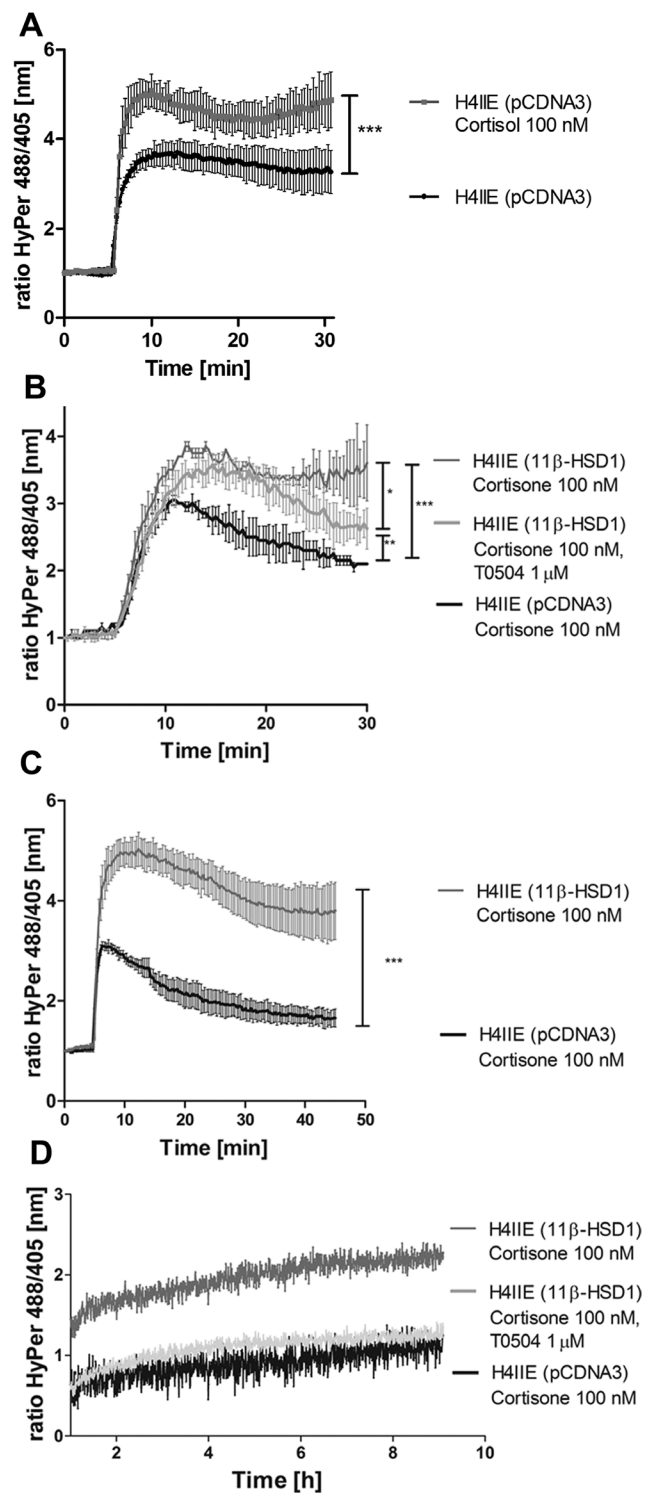 A
ratio HyPer 488/405 [nm]
6
4
2
0
0 10 20 30
Time [min]
***
H4IIE (pCDNA3)
Cortisol 100 nM
H4IIE (pCDNA3)
B
ratio HyPer 488/405 [nm]
4
3
2
1
0
0 10 20 30
Time [min]
*
**
***
H4IIE (11β-HSD1)
Cortisone 100 nM
H4IIE (11β-HSD1)
Cortisone 100 nM,
T0504 1 µM
H4IIE (pCDNA3)
Cortisone 100 nM
C
ratio HyPer 488/405 [nm]
6
4
2
0
0 10 20 30 40 50
Time [min]
***
H4IIE (11β-HSD1)
Cortisone 100 nM
H4IIE (pCDNA3)
Cortisone 100 nM
D
ratio HyPer 488/405 [nm]
3
2
1
0
2 4 6 8 10
Time [h]
H4IIE (11β-HSD1)
Cortisone 100 nM
H4IIE (11β-HSD1)
Cortisone 100 nM,
T0504 1 µM
H4IIE (pCDNA3)
Cortisone 100 nM